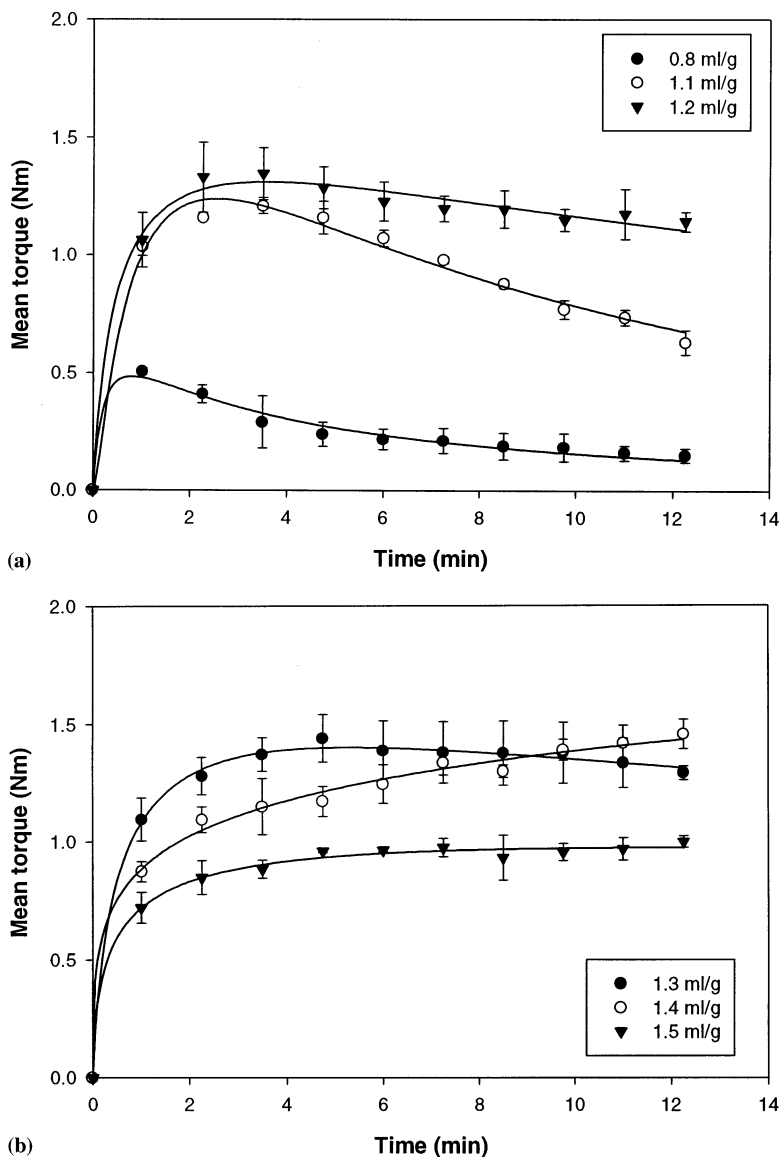 2.0
0.8 ml/g
1.1 ml/g
1.2 ml/g
1.5
1.0
0.5
0.0
Mean torque (Nm)
0 2 4 6 8 10 12 14
(a)
Time (min)
2.0
1.5
1.0
0.5
0.0
Mean torque (Nm)
1.3 ml/g
1.4 ml/g
1.5 ml/g
0 2 4 6 8 10 12 14
(b)
Time (min)